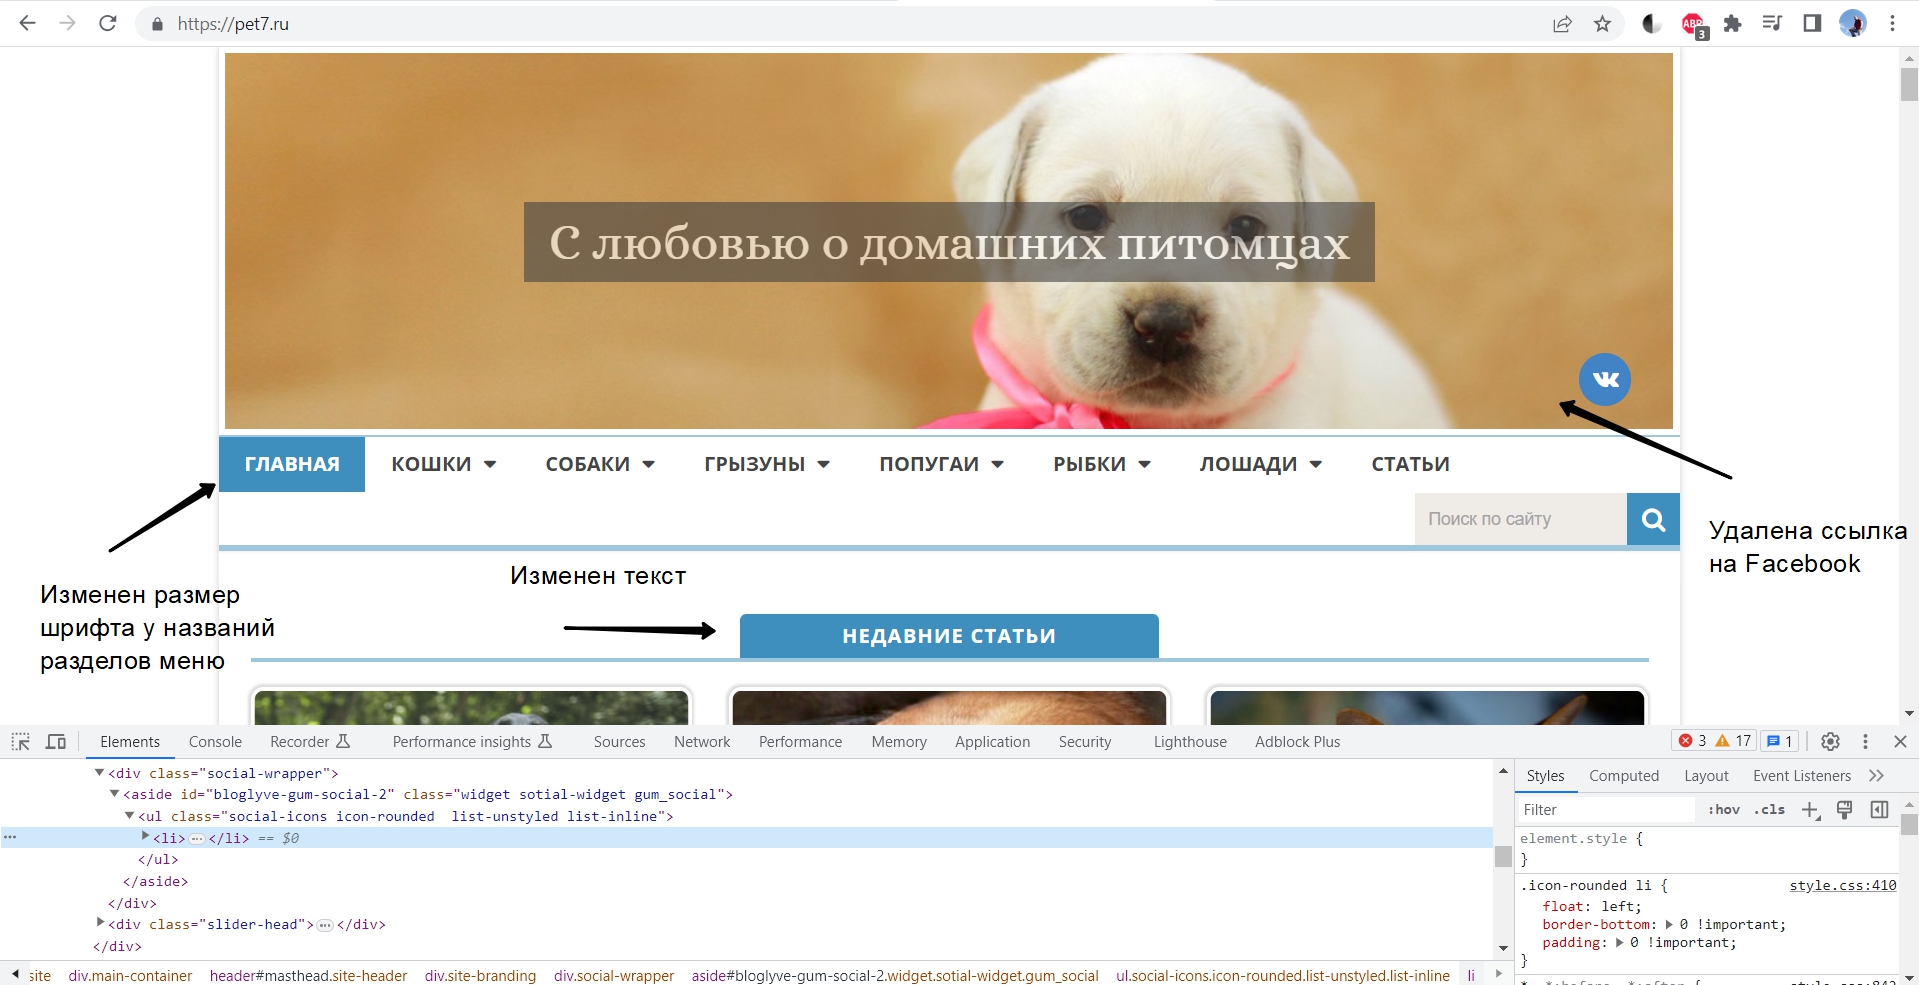 https://pet7.ru
ABP
3
С любовью о домашних питомцах
ГЛАВНАЯ КОШКИ СОБАКИ ГРЫЗУНЫ ПОПУГАИ РЫБКИ ЛОШАДИ СТАТЬИ
Поиск по сайту
Удалена ссылка
на Facebook
Изменен текст
Изменен размер
шрифта у названий
разделов меню
НЕДАВНИЕ СТАТЬИ
Elements Console Recorder Performance insights Sources Network Performance Memory Application Security Lighthouse Adblock Plus 3 17 1
<div class="social-wrapper">
<aside id="bloglyve-gum-social-2" class="widget sotial-widget gum_social">
<ul class="social-icons icon-rounded  list-unstyled list-inline">
<li>…</li> == $0
</ul>
</aside>
</div>
<div class="slider-head">…</div>
</div>
site div.main-container header#masthead.site-header div.site-branding div.social-wrapper aside#bloglyve-gum-social-2.widget.sotial-widget.gum_social ul.social-icons.icon-rounded.list-unstyled.list-inline li
Styles Computed Layout Event Listeners
Filter :hov .cls
element.style {
}
.icon-rounded li { style.css:410
float: left;
border-bottom: 0 !important;
padding: 0 !important;
}